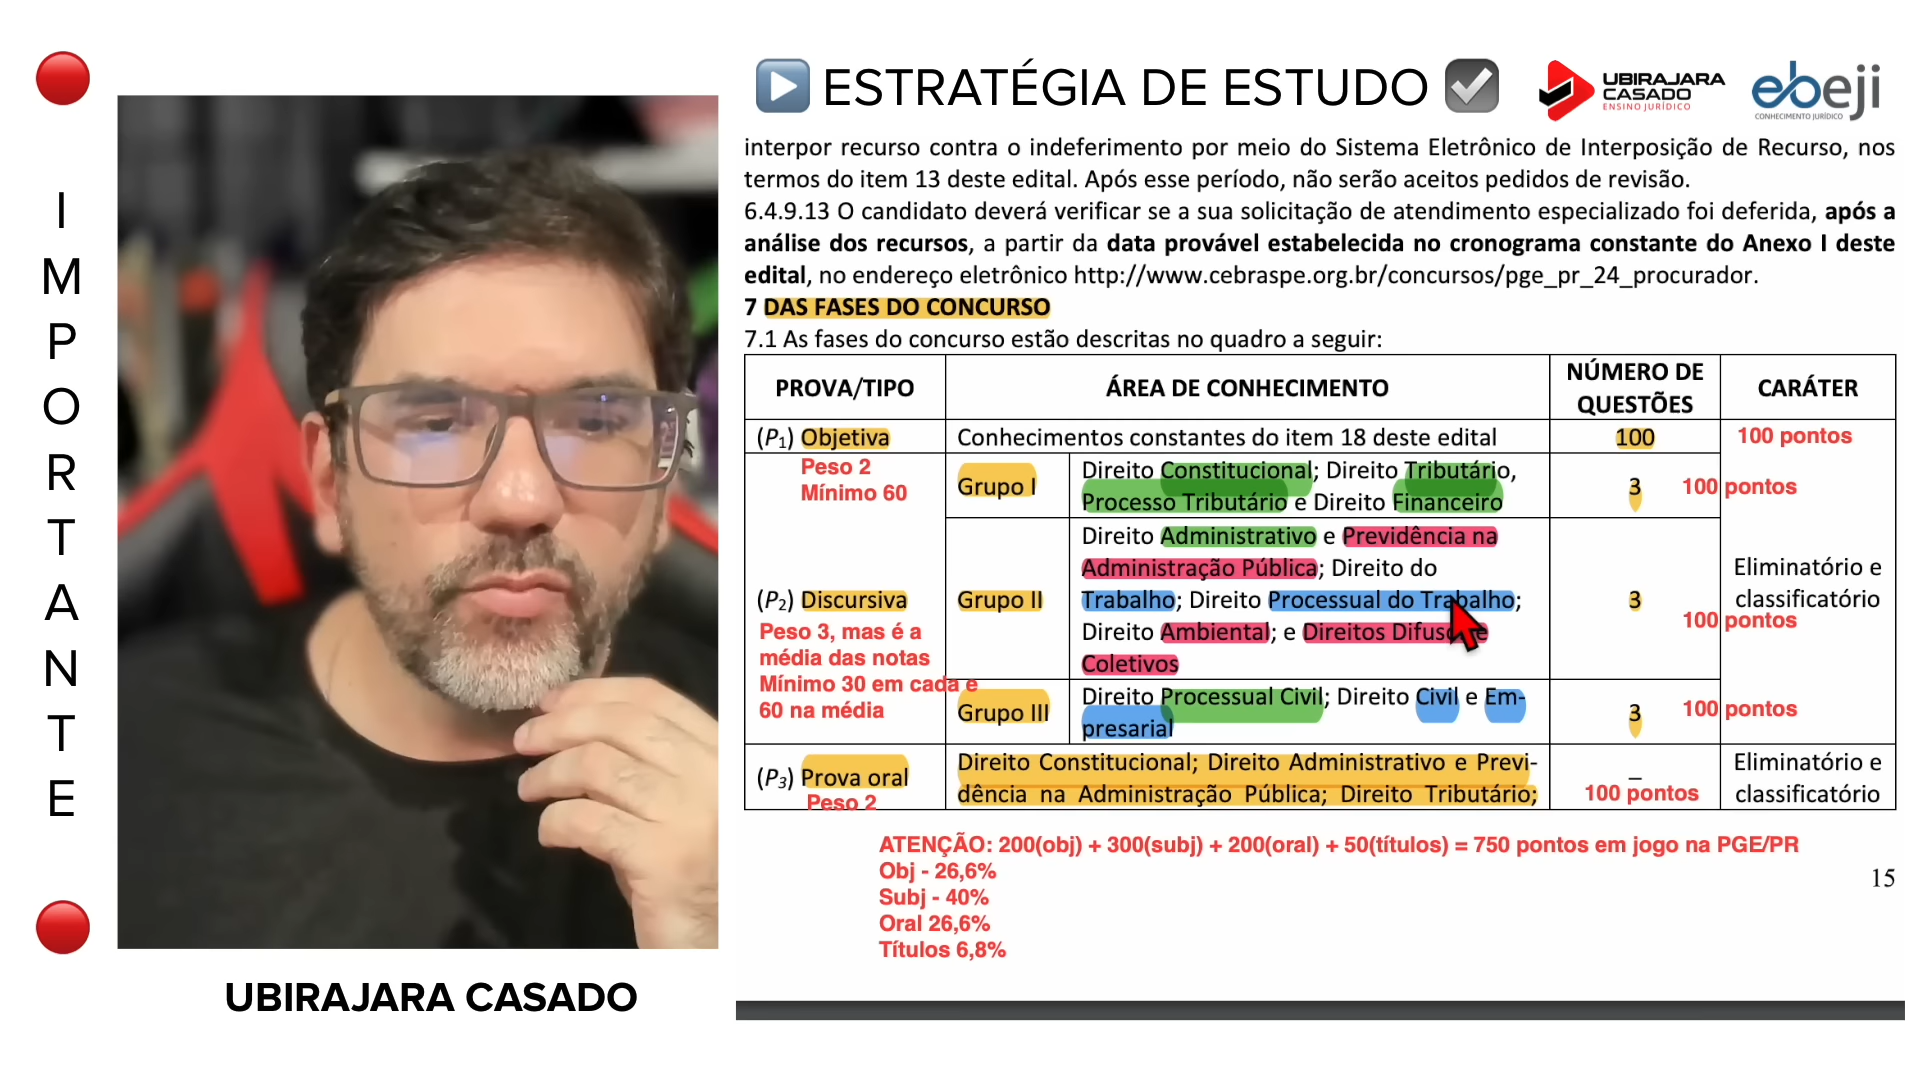 IMPORTANTE
UBIRAJARA CASADO
ESTRATÉGIA DE ESTUDO
UBIRAJARA
CASADO
ENSINO JURÍDICO
ebeji
CONHECIMENTO JURÍDICO
interpor recurso contra o indeferimento por meio do Sistema Eletrônico de Interposição de Recurso, nos
termos do item 13 deste edital. Após esse período, não serão aceitos pedidos de revisão.
6.4.9.13 O candidato deverá verificar se a sua solicitação de atendimento especializado foi deferida, após a
análise dos recursos, a partir da data provável estabelecida no cronograma constante do Anexo I deste
edital, no endereço eletrônico http://www.cebraspe.org.br/concursos/pge_pr_24_procurador.
7 DAS FASES DO CONCURSO
7.1 As fases do concurso estão descritas no quadro a seguir:
PROVA/TIPO
ÁREA DE CONHECIMENTO
NÚMERO DE
QUESTÕES
CARÁTER
(P1) Objetiva
Conhecimentos constantes do item 18 deste edital
100
100 pontos
Peso 2
Mínimo 60
Grupo I
Direito Constitucional; Direito Tributário,
Processo Tributário e Direito Financeiro
3
100 pontos
(P2) Discursiva
Peso 3, mas é a
média das notas
Mínimo 30 em cada e
60 na média
Grupo II
Direito Administrativo e Previdência na
Administração Pública; Direito do
Trabalho; Direito Processual do Trabalho;
Direito Ambiental; e Direitos Difusos e
Coletivos
3
100 pontos
Eliminatório e
classificatório
Grupo III
Direito Processual Civil; Direito Civil e Em-
presarial
3
100 pontos
(P3) Prova oral
Peso 2
Direito Constitucional; Direito Administrativo e Previ-
dência na Administração Pública; Direito Tributário;
–
100 pontos
Eliminatório e
classificatório
ATENÇÃO: 200(obj) + 300(subj) + 200(oral) + 50(títulos) = 750 pontos em jogo na PGE/PR
Obj - 26,6%
Subj - 40%
Oral 26,6%
Títulos 6,8%
15